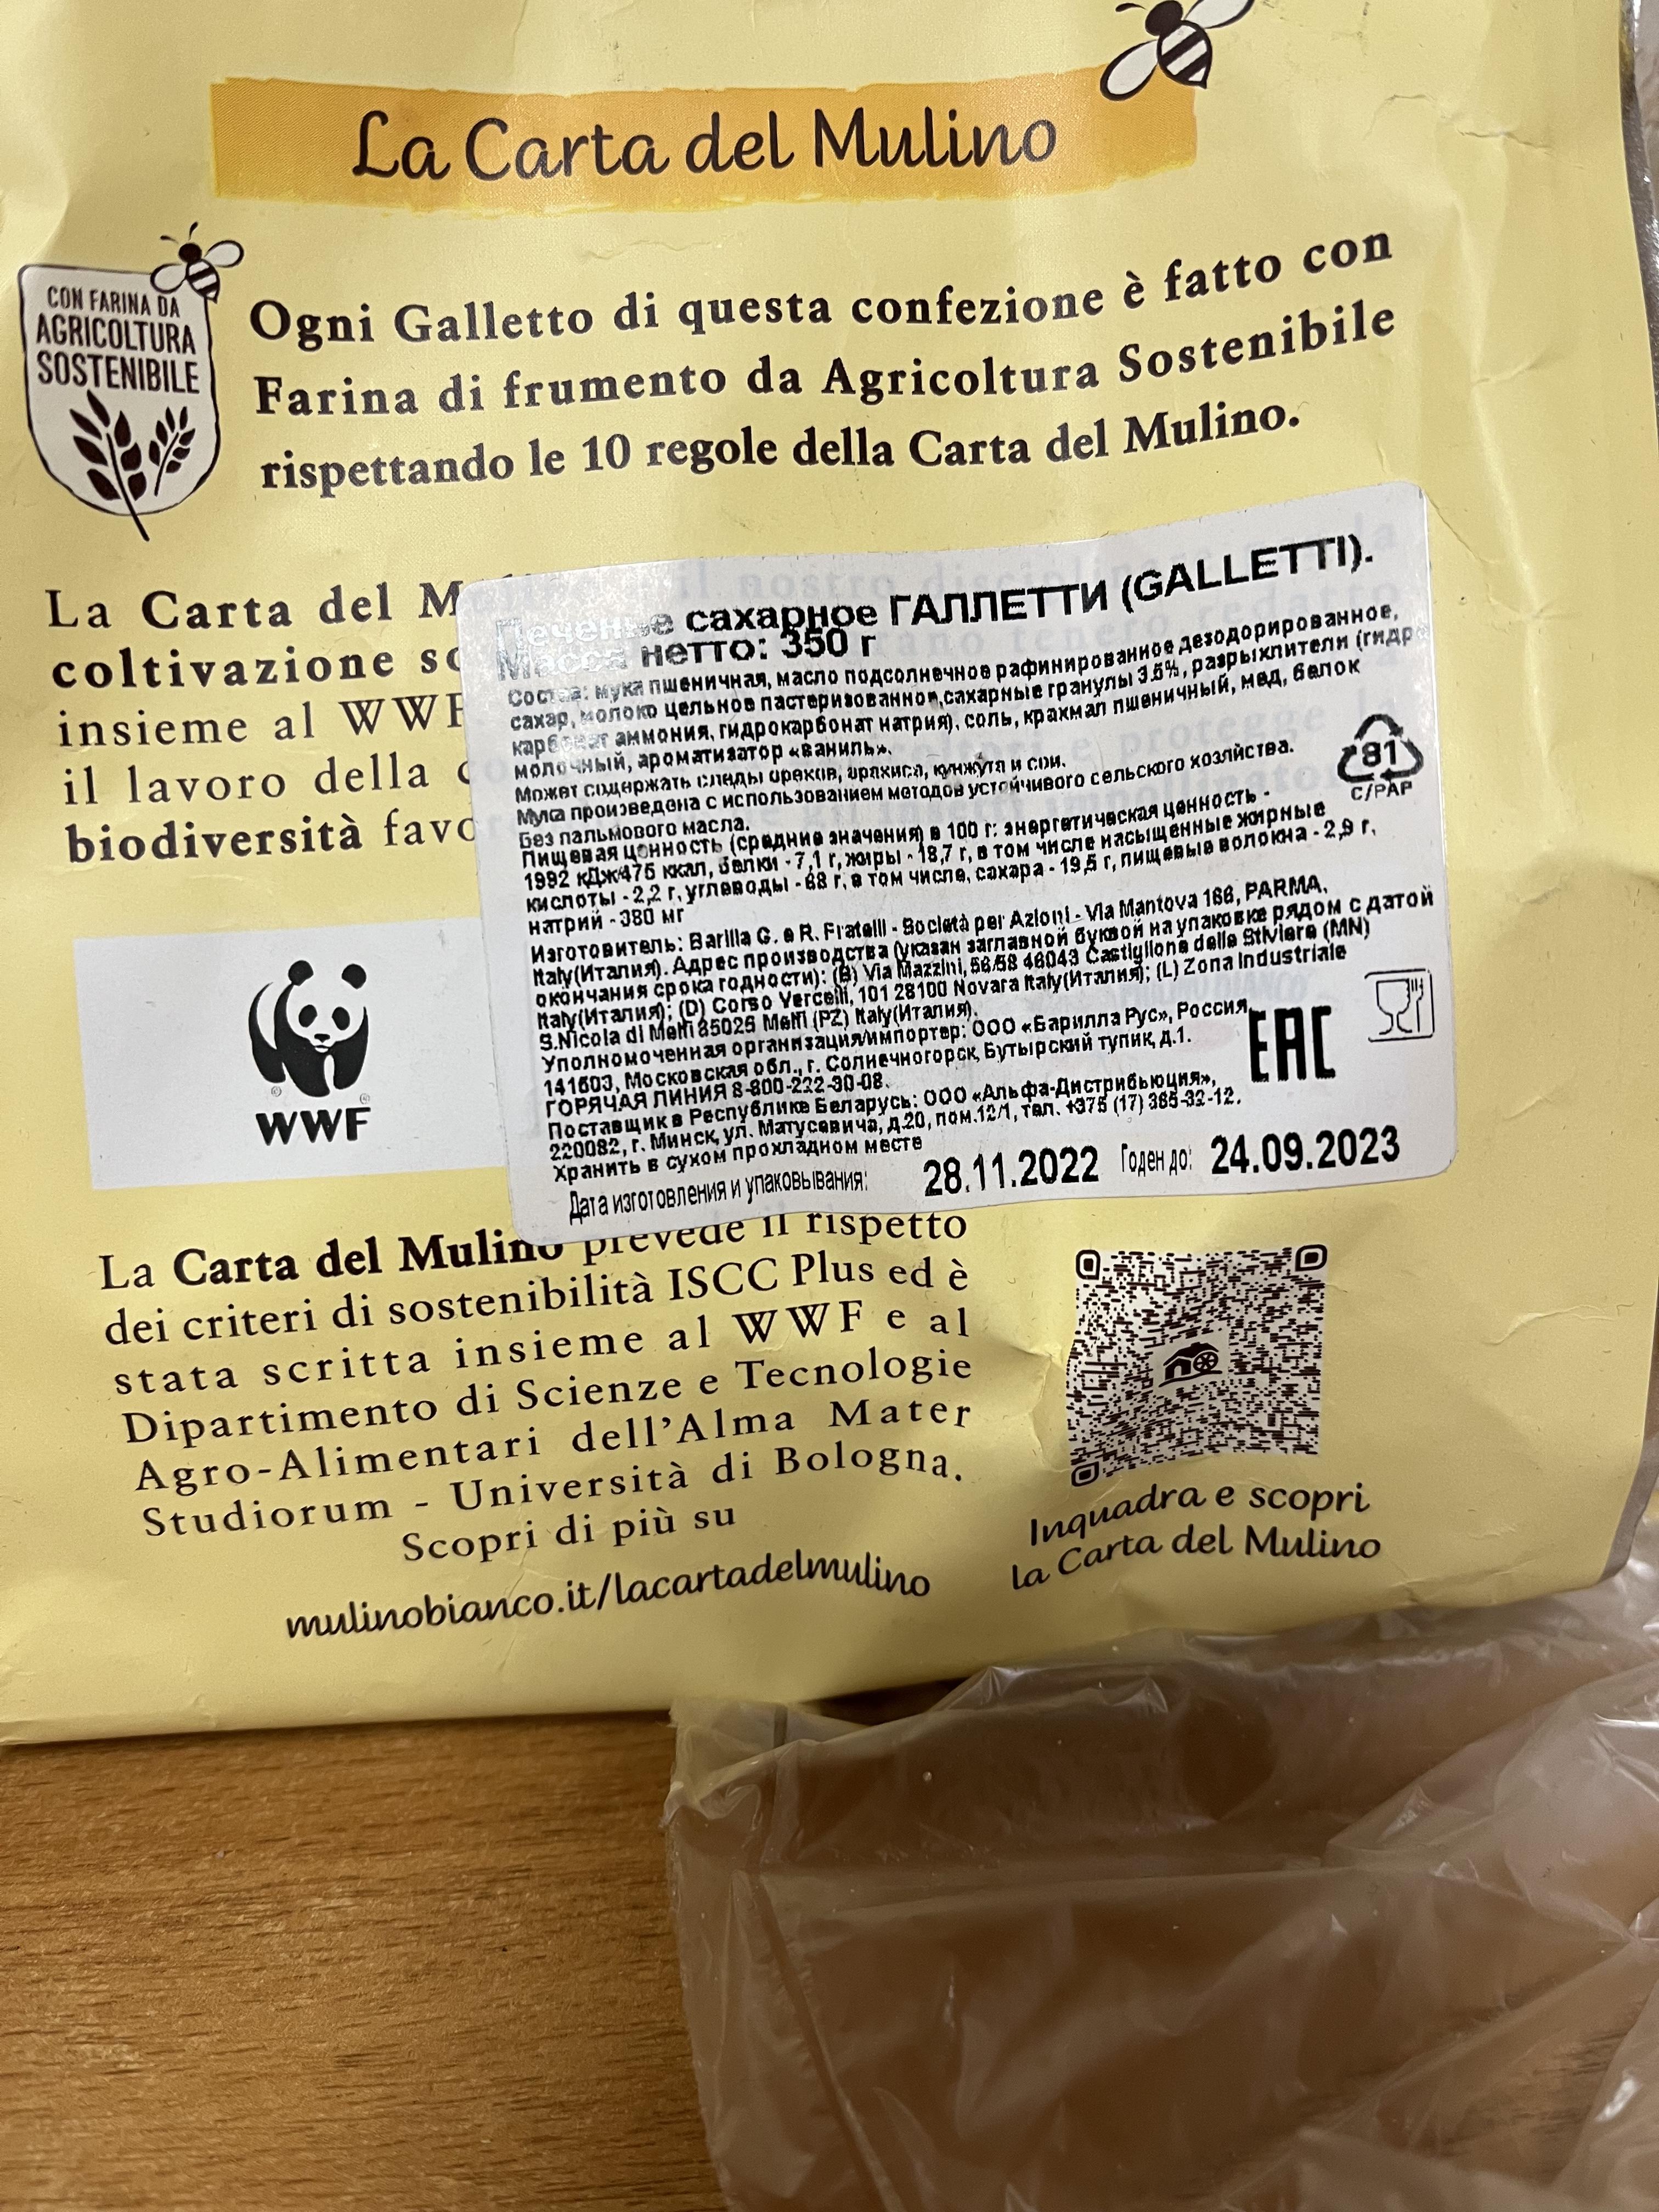 La Carta del Mulino
CON FARINA DA
AGRICOLTURA
SOSTENIBILE
Ogni Galletto di questa confezione è fatto con
Farina di frumento da Agricoltura Sostenibile
rispettando le 10 regole della Carta del Mulino.
La Carta del
coltivazione
insieme al WWF
il lavoro della
biodiversità
Печенье сахарное ГАЛЛЕТТИ (GALLETTI).
Масса нетто: 350 г
Состав: мука пшеничная, масло подсолнечное рафинированное дезодорированное,
сахар, молоко цельное пастеризованное, сахарные гранулы 3.5%, разрыхлители (гидро
карбонат аммония, гидрокарбонат натрия), соль, крахмал пшеничный, мед, белок
молочный, ароматизатор «ваниль».
Может содержать следы орехов, арахиса, кунжута и сои.
Мука произведена с использованием методов устойчивого сельского хозяйства.
Без пальмового масла.
Пищевая ценность (средние значения) в 100 г: энергетическая ценность -
1992 кДж/475 ккал, белки - 7,1 г, жиры - 18,7 г, в том числе насыщенные жирные
кислоты - 2,2 г, углеводы - 68 г, в том числе, сахара - 19,5 г, пищевые волокна - 2,9 г,
натрий - 380 мг
81
C/PAP
Изготовитель: Barilla G. e R. Fratelli - Società per Azioni - Via Mantova 166, PARMA,
Italy(Италия). Адрес производства (указан заглавной буквой на упаковке рядом с датой
окончания срока годности): (B) Via Mazzini, 56/58 46043 Castiglione delle Stiviere (MN)
Italy(Италия); (D) Corso Vercelli, 101 28100 Novara Italy(Италия); (L) Zona Industriale
S.Nicola di Melfi 85025 Melfi (PZ) Italy(Италия).
Уполномоченная организация/импортер: ООО «Барилла Рус», Россия,
141503, Московская обл., г. Солнечногорск, Бутырский тупик, д.1.
ГОРЯЧАЯ ЛИНИЯ 8-800-222-30-08.
Поставщик в Республике Беларусь: ООО «Альфа-Дистрибьюция»,
220082, г. Минск, ул. Матусевича, д.20, пом.12/1, тел. +375 (17) 365-32-12.
Хранить в сухом прохладном месте
EAC
Дата изготовления и упаковывания: 28.11.2022 Годен до: 24.09.2023
WWF
La Carta del Mulino prevede il rispetto
dei criteri di sostenibilità ISCC Plus ed è
stata scritta insieme al WWF e al
Dipartimento di Scienze e Tecnologie
Agro-Alimentari dell'Alma Mater
Studiorum - Università di Bologna.
Scopri di più su
mulinobianco.it/lacartadelmulino
Inquadra e scopri
la Carta del Mulino